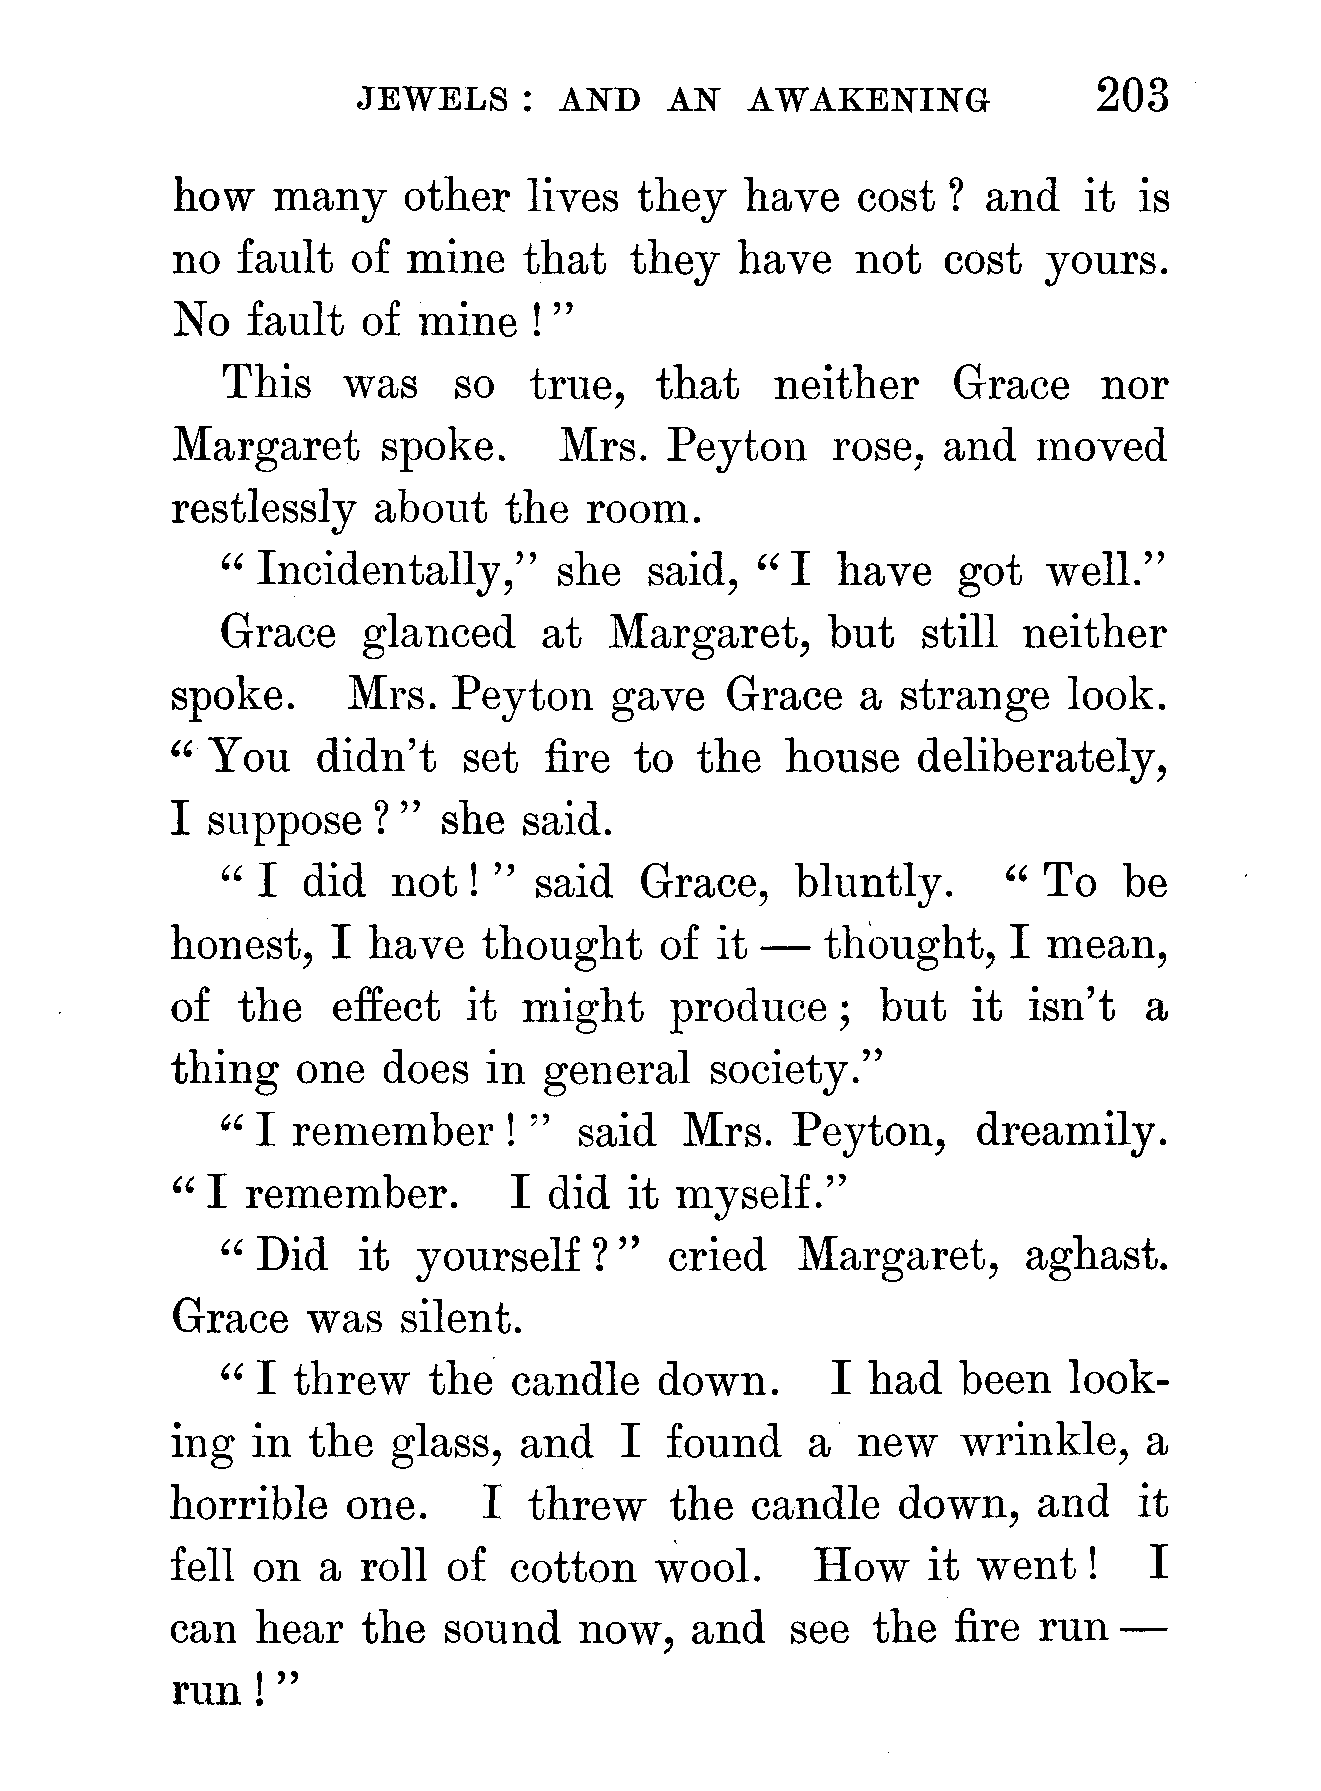 JEWELS : AND AN AWAKENING 203
how many other lives they have cost ? and it is
no fault of mine that they have not cost yours.
No fault of mine ! ”
This was so true, that neither Grace nor
Margaret spoke. Mrs. Peyton rose, and moved
restlessly about the room.
“ Incidentally,” she said, “ I have got well.”
Grace glanced at Margaret, but still neither
spoke. Mrs. Peyton gave Grace a strange look.
“ You didn’t set fire to the house deliberately,
I suppose ? ” she said.
“ I did not ! ” said Grace, bluntly. “ To be
honest, I have thought of it — thought, I mean,
of the effect it might produce ; but it isn’t a
thing one does in general society.”
“ I remember ! ” said Mrs. Peyton, dreamily.
“ I remember. I did it myself.”
“ Did it yourself ? ” cried Margaret, aghast.
Grace was silent.
“ I threw the candle down. I had been look-
ing in the glass, and I found a new wrinkle, a
horrible one. I threw the candle down, and it
fell on a roll of cotton wool. How it went ! I
can hear the sound now, and see the fire run —
run ! ”